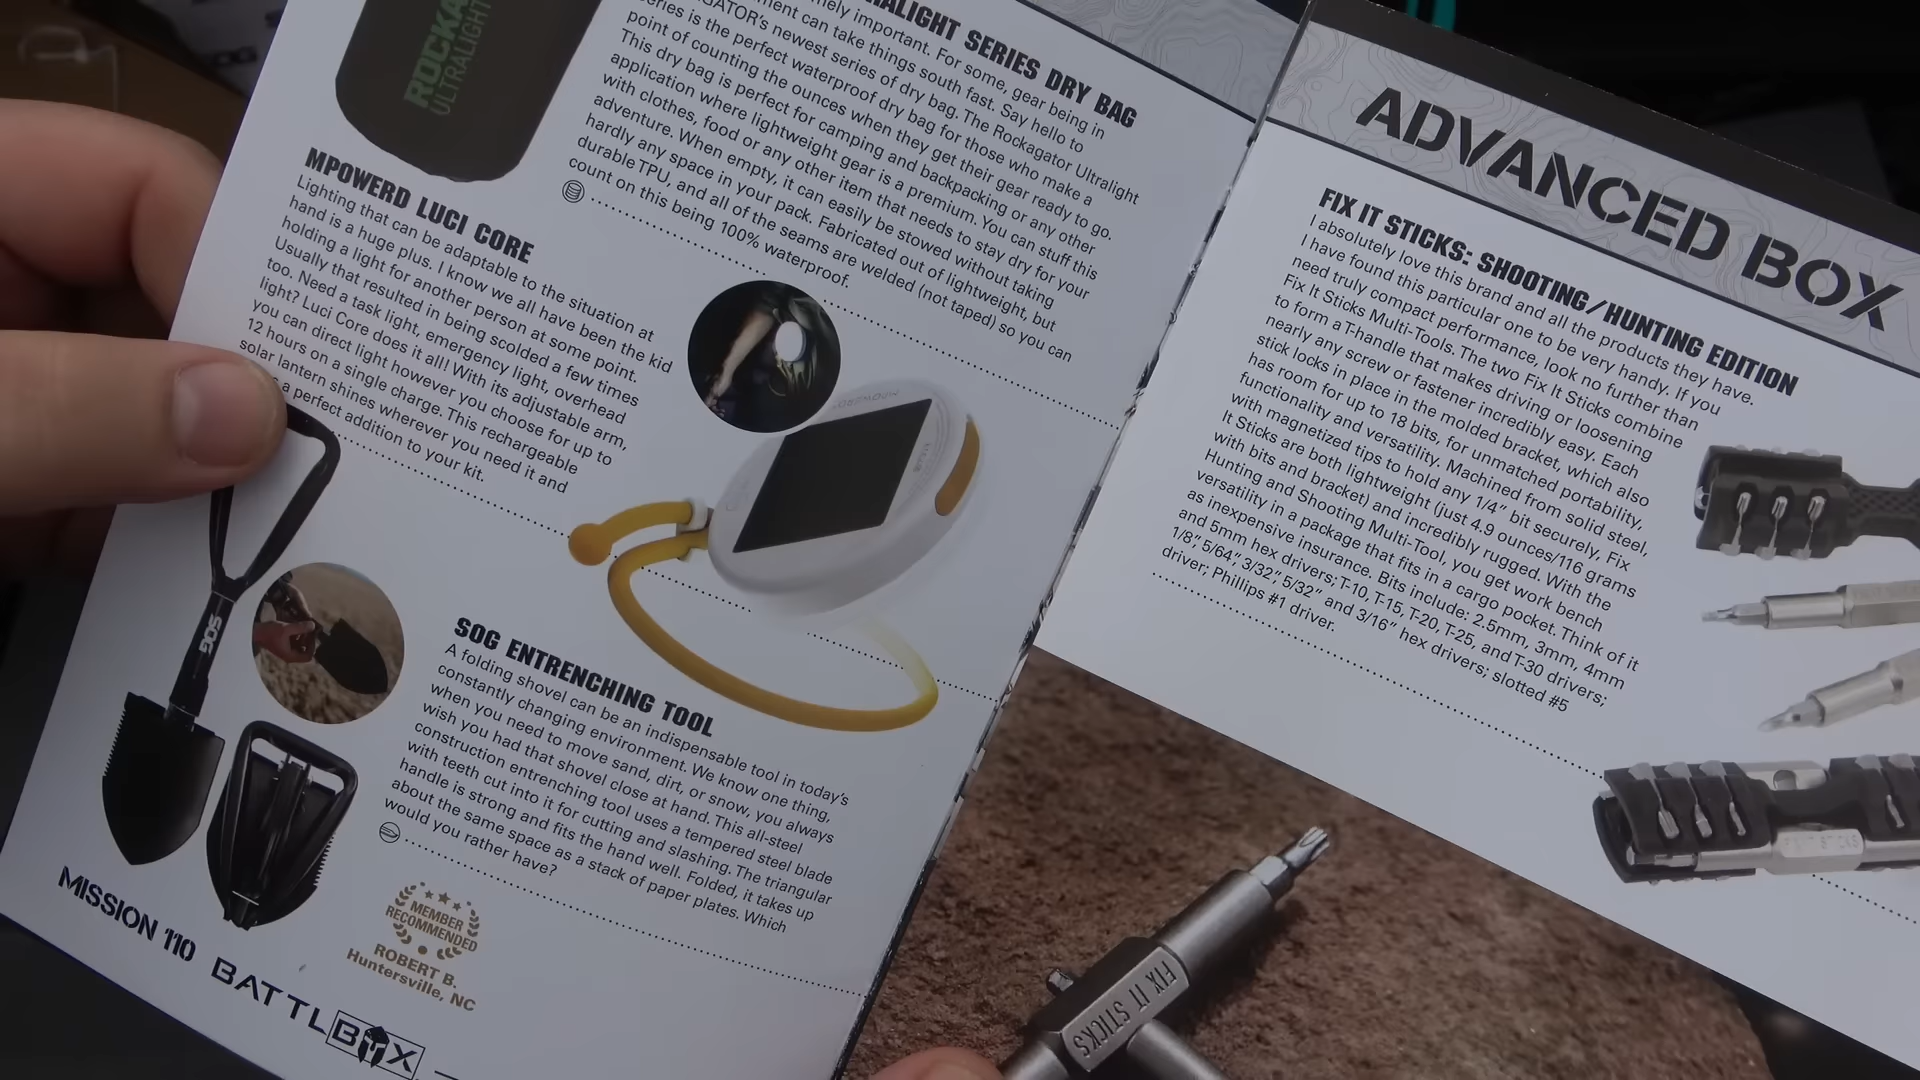 ROCKA
ULTRALIGHT
RALIGHT SERIES DRY BAG
mely important. For some, gear being in
ment can take things south fast. Say hello to
GATOR's newest series of dry bag. The Rockagator Ultralight
series is the perfect waterproof dry bag for those who make a
point of counting the ounces when they get their gear ready to go.
This dry bag is perfect for camping and backpacking or any other
application where lightweight gear is a premium. You can stuff this
with clothes, food or any other item that needs to stay dry for your
adventure. When empty, it can easily be stowed without taking
hardly any space in your pack. Fabricated out of lightweight, but
durable TPU, and all of the seams are welded (not taped) so you can
count on this being 100% waterproof.
MPOWERD LUCI CORE
Lighting that can be adaptable to the situation at
hand is a huge plus. I know we all have been the kid
holding a light for another person at some point.
Usually that resulted in being scolded a few times
too. Need a task light, emergency light, overhead
light? Luci Core does it all! With its adjustable arm,
you can direct light however you choose for up to
12 hours on a single charge. This rechargeable
solar lantern shines wherever you need it and
a perfect addition to your kit.
SOG
SOG ENTRENCHING TOOL
A folding shovel can be an indispensable tool in today's
constantly changing environment. We know one thing,
when you need to move sand, dirt, or snow, you always
wish you had that shovel close at hand. This all-steel
construction entrenching tool uses a tempered steel blade
with teeth cut into it for cutting and slashing. The triangular
handle is strong and fits the hand well. Folded, it takes up
about the same space as a stack of paper plates. Which
would you rather have?
MEMBER
RECOMMENDED
ROBERT B.
Huntersville, NC
MISSION 110 BATTLBOX
ADVANCED BOX
FIX IT STICKS: SHOOTING/HUNTING EDITION
I absolutely love this brand and all the products they have.
I have found this particular one to be very handy. If you
need truly compact performance, look no further than
Fix It Sticks Multi-Tools. The two Fix It Sticks combine
to form a T-handle that makes driving or loosening
nearly any screw or fastener incredibly easy. Each
stick locks in place in the molded bracket, which also
has room for up to 18 bits, for unmatched portability,
functionality and versatility. Machined from solid steel,
with magnetized tips to hold any 1/4" bit securely, Fix
It Sticks are both lightweight (just 4.9 ounces/116 grams
with bits and bracket) and incredibly rugged. With the
Hunting and Shooting Multi-Tool, you get work bench
versatility in a package that fits in a cargo pocket. Think of it
as inexpensive insurance. Bits include: 2.5mm, 3mm, 4mm
and 5mm hex drivers; T-10, T-15, T-20, T-25, and T-30 drivers;
1/8", 5/64", 3/32", 5/32" and 3/16" hex drivers; slotted #5
driver; Phillips #1 driver.
FIX IT STICKS